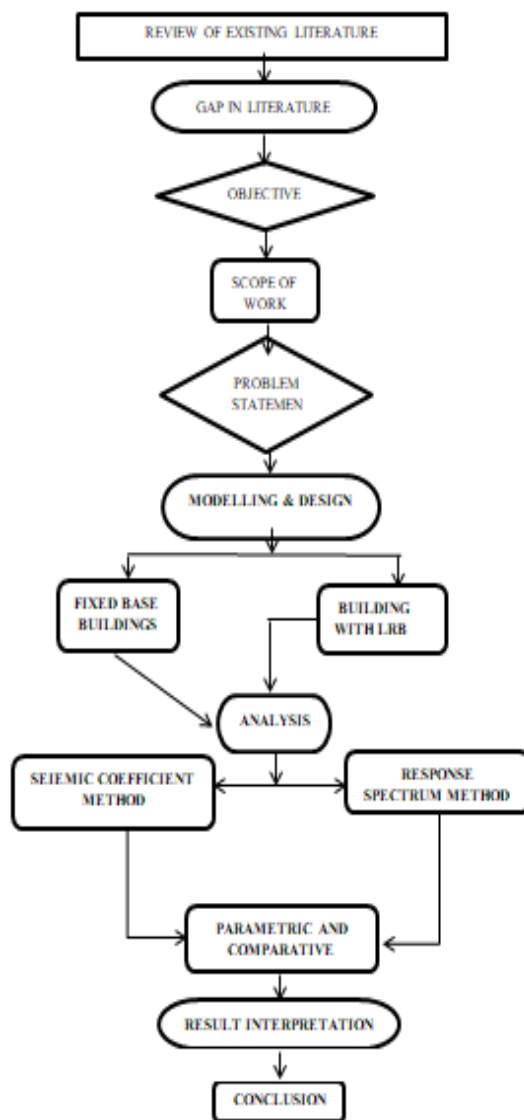 REVIEW OF EXISTING LITERATURE
GAP IN LITERATURE
OBJECTIVE
SCOPE OF
WORK
PROBLEM
STATEMEN
MODELLING & DESIGN
FIXED BASE
BUILDINGS
BUILDING
WITH LRB
ANALYSIS
SEIEMIC COEFFICIENT
METHOD
RESPONSE
SPECTRUM METHOD
PARAMETRIC AND
COMPARATIVE
RESULT INTERPRETATION
CONCLUSION